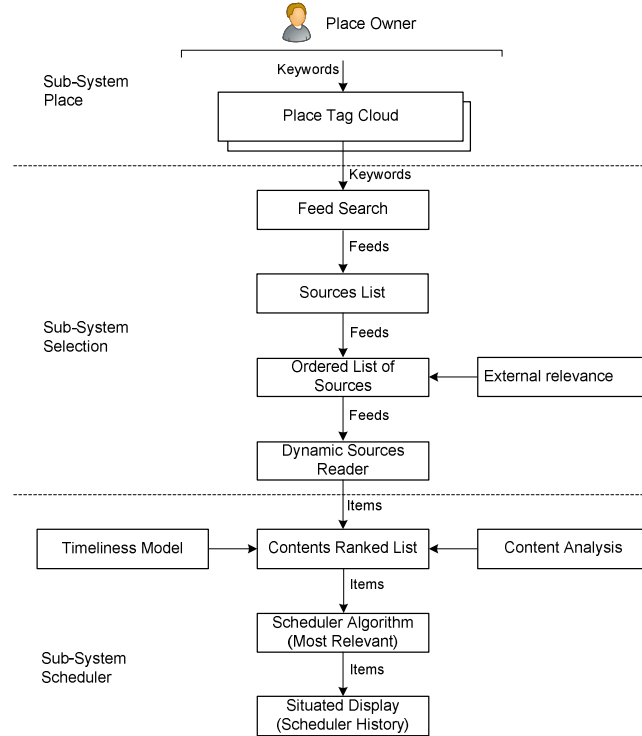 Place Owner
Keywords
Sub-System
Place
Place Tag Cloud
Keywords
Feed Search
Feeds
Sources List
Feeds
Sub-System
Selection
Ordered List of
Sources
External relevance
Feeds
Dynamic Sources
Reader
Items
Timeliness Model
Contents Ranked List
Content Analysis
Items
Scheduler Algorithm
(Most Relevant)
Sub-System
Scheduler
Items
Situated Display
(Scheduler History)